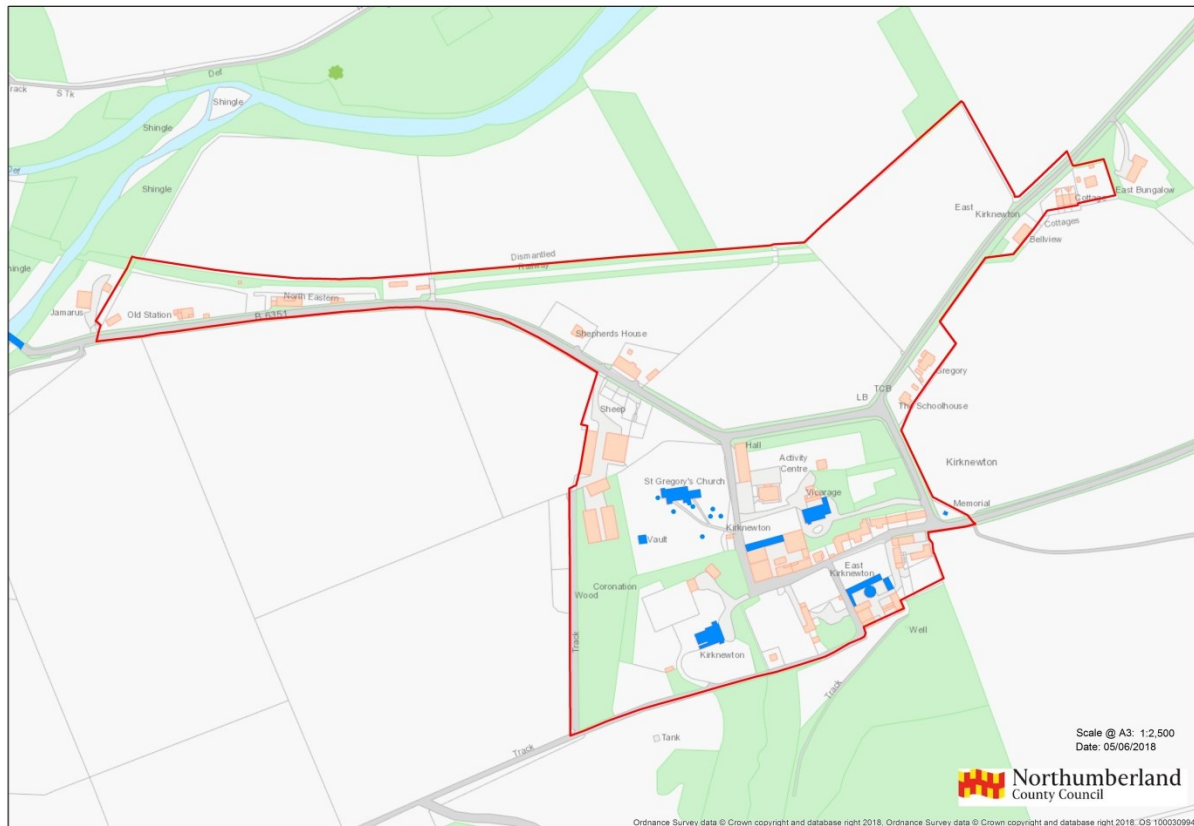 Def
rack
S Tk
Shingle
Shingle
Def
Shingle
hingle
East
Kirknewton
East Bungalow
Cottage
Cottages
Bellview
Dismantled
Railway
Jamarus
Old Station
North Eastern
B 6351
Shepherds House
Sheep
TCB
LB
Gregory
The Schoolhouse
Hall
Activity
Centre
Kirknewton
St Gregory's Church
Vicarage
Memorial
Kirknewton
Vault
East
Kirknewton
Coronation
Wood
Track
Kirknewton
Well
Track
Track
Tank
Scale @ A3: 1:2,500
Date: 05/06/2018
Northumberland
County Council
Ordnance Survey data © Crown copyright and database right 2018, Ordnance Survey data © Crown copyright and database right 2018. OS 100030994